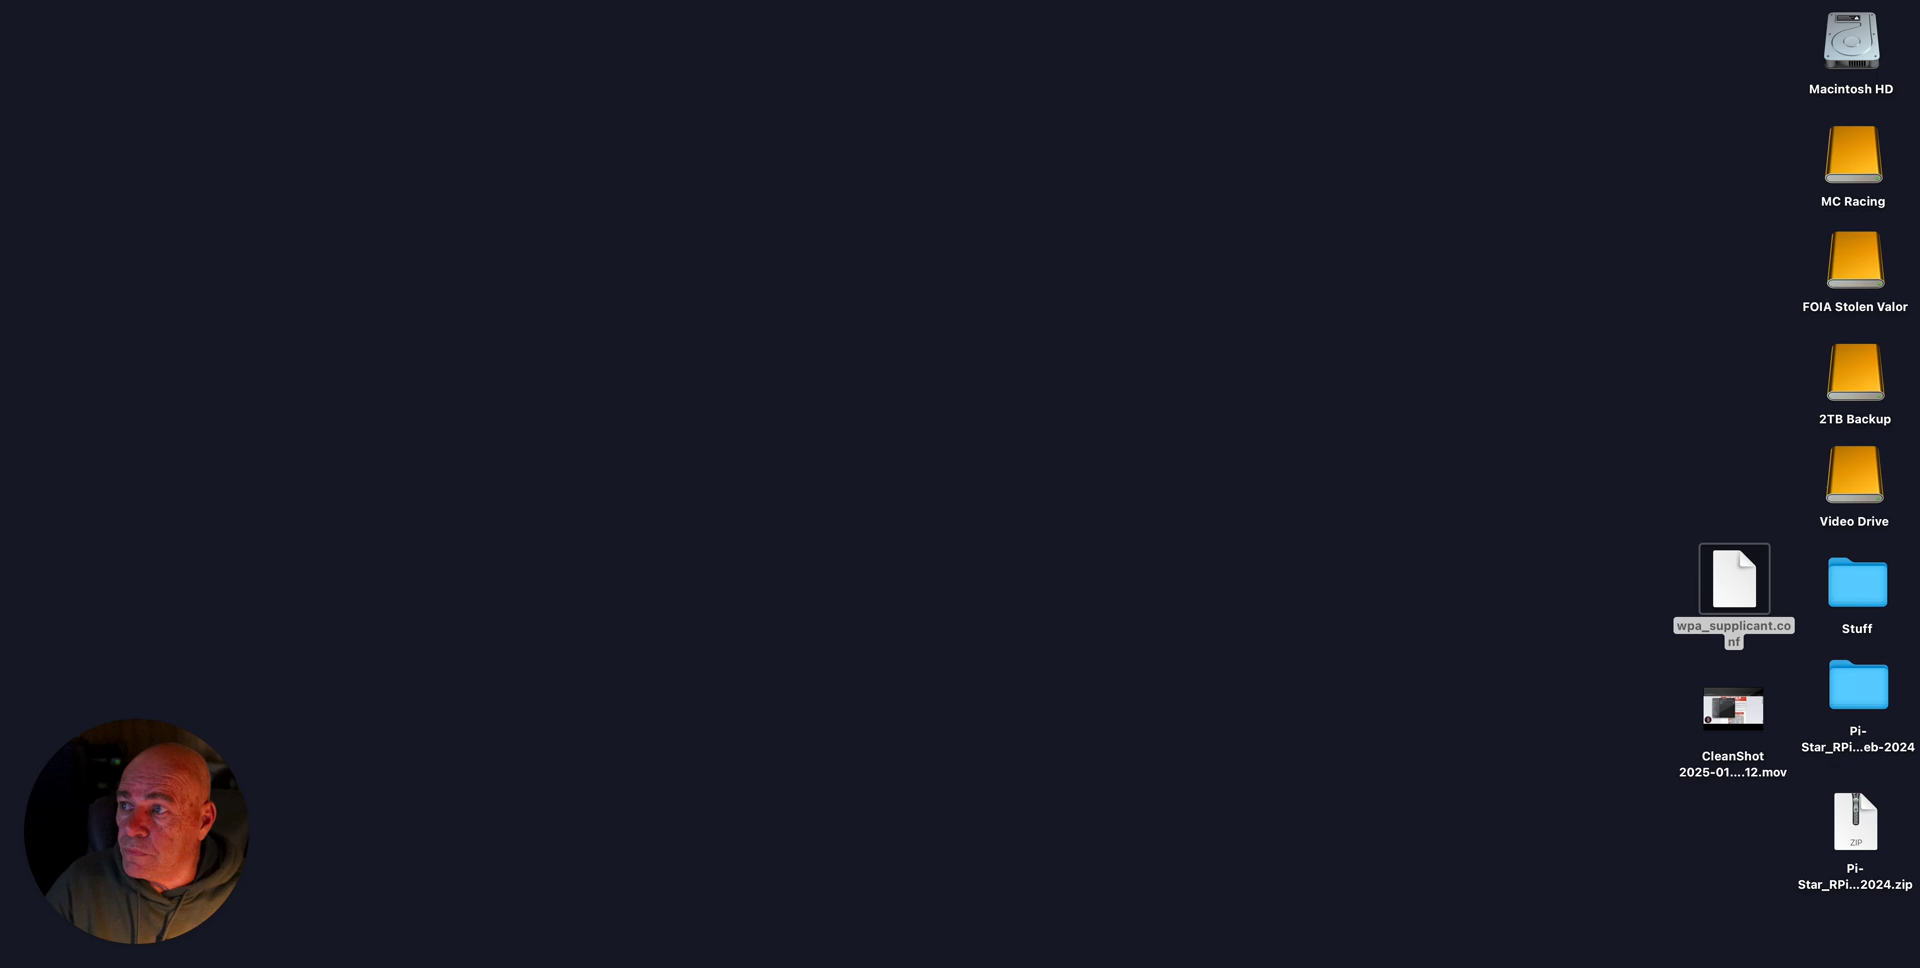 Macintosh HD
MC Racing
FOIA Stolen Valor
2TB Backup
Video Drive
wpa_supplicant.co
nf
Stuff
CleanShot
2025-01....12.mov
Pi-
Star_RPi...eb-2024
ZIP
Pi-
Star_RPi...2024.zip